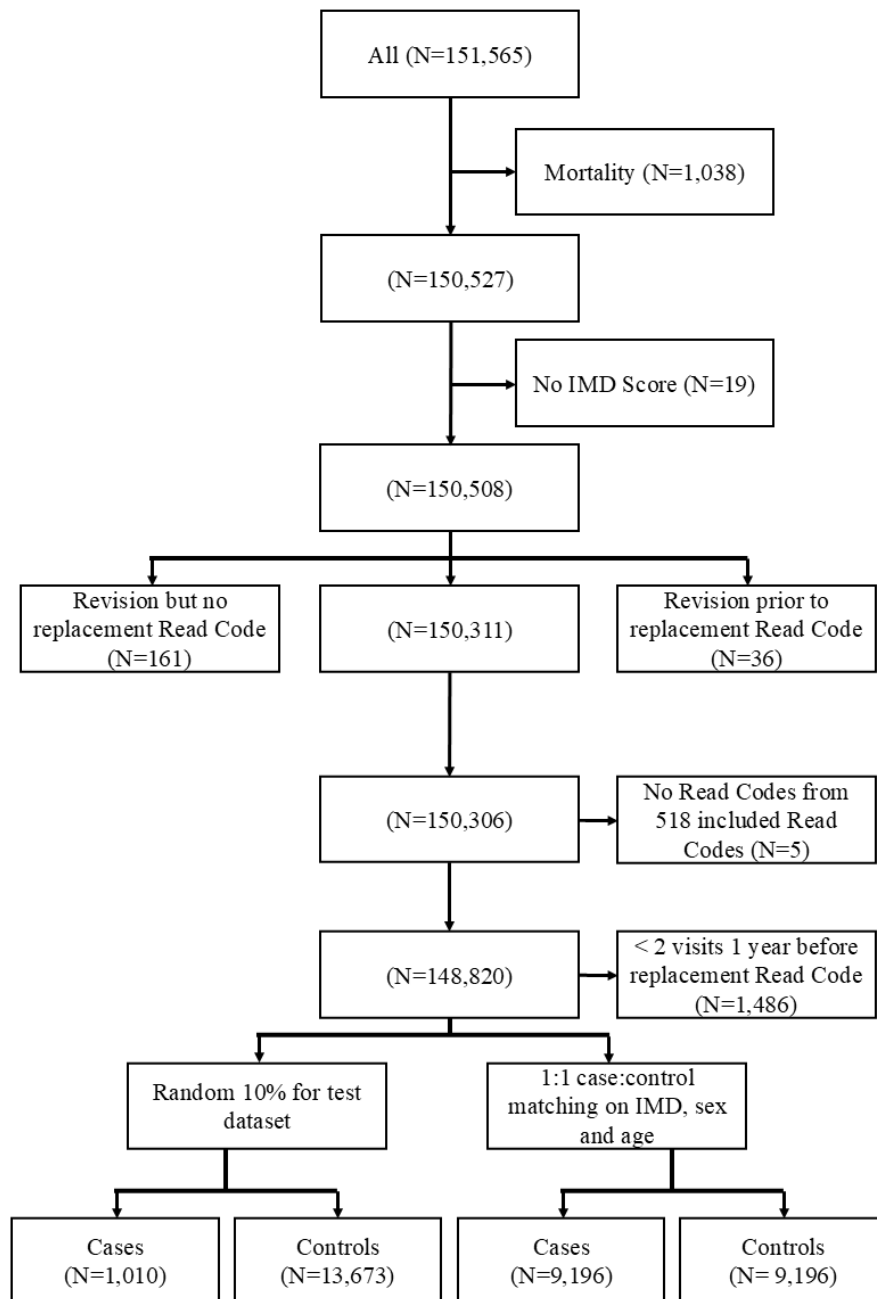 All (N=151,565)
Mortality (N=1,038)
(N=150,527)
No IMD Score (N=19)
(N=150,508)
Revision but no
replacement Read Code
(N=161)
(N=150,311)
Revision prior to
replacement Read Code
(N=36)
(N=150,306)
No Read Codes from
518 included Read
Codes (N=5)
(N=148,820)
< 2 visits 1 year before
replacement Read Code
(N=1,486)
Random 10% for test
dataset
1:1 case:control
matching on IMD, sex
and age
Cases
(N=1,010)
Controls
(N=13,673)
Cases
(N=9,196)
Controls
(N= 9,196)